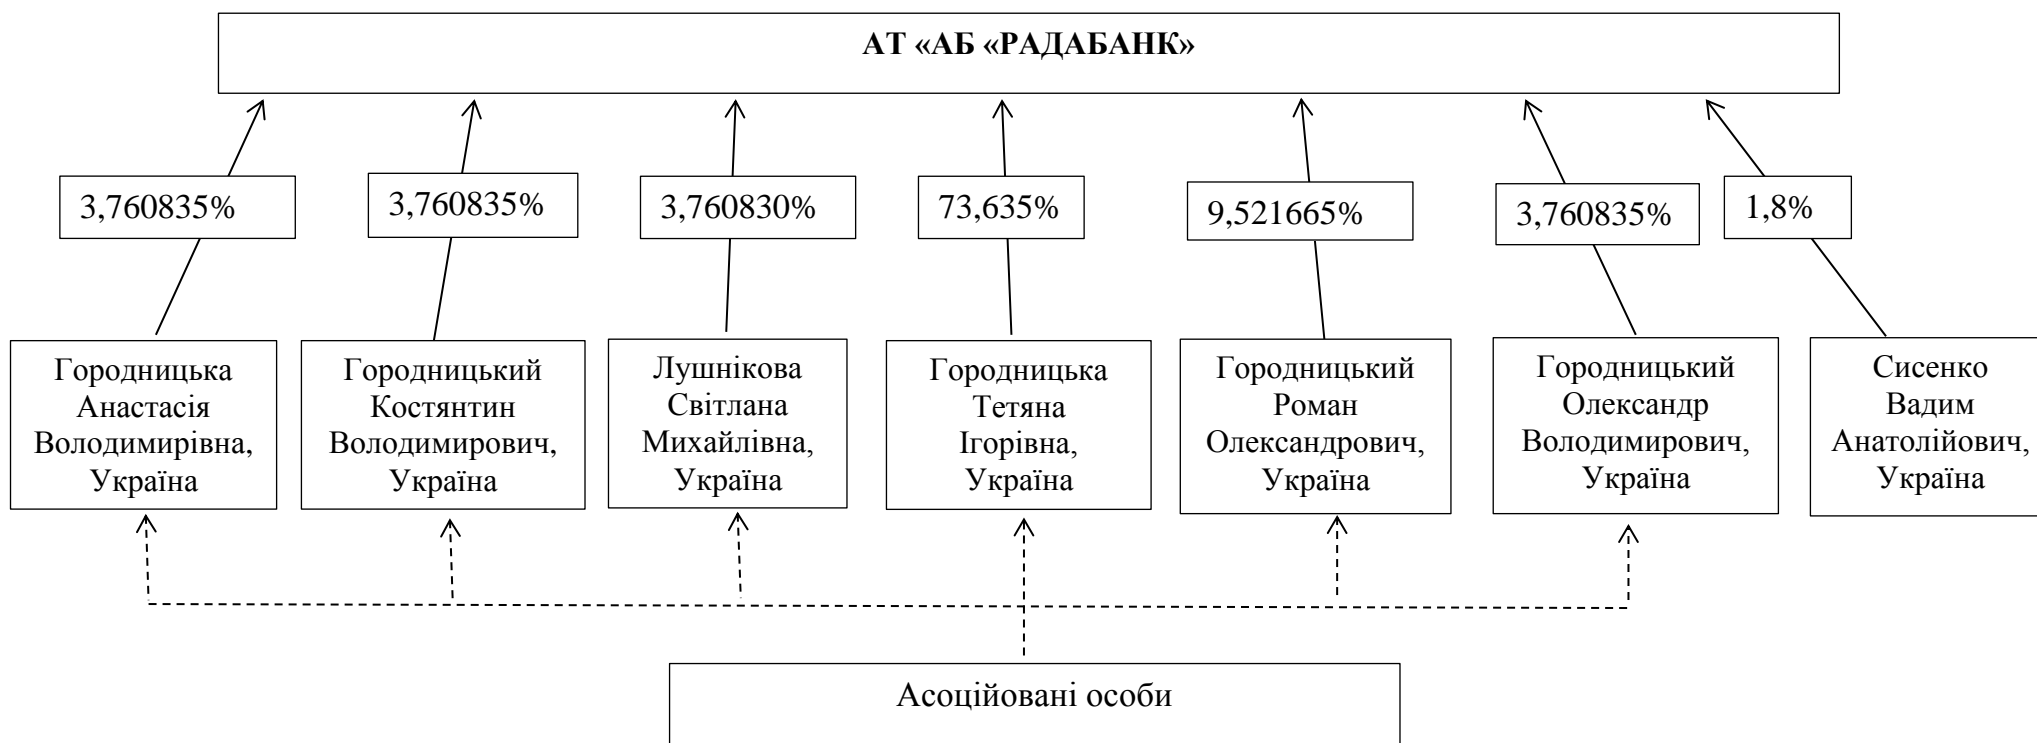 АТ «АБ «РАДАБАНК»
3,760835%
3,760835%
3,760830%
73,635%
9,521665%
3,760835%
1,8%
Городницька
Анастасія
Володимирівна,
Україна
Городницький
Костянтин
Володимирович,
Україна
Лушнікова
Світлана
Михайлівна,
Україна
Городницька
Тетяна
Ігорівна,
Україна
Городницький
Роман
Олександрович,
Україна
Городницький
Олександр
Володимирович,
Україна
Сисенко
Вадим
Анатолійович,
Україна
Асоційовані особи